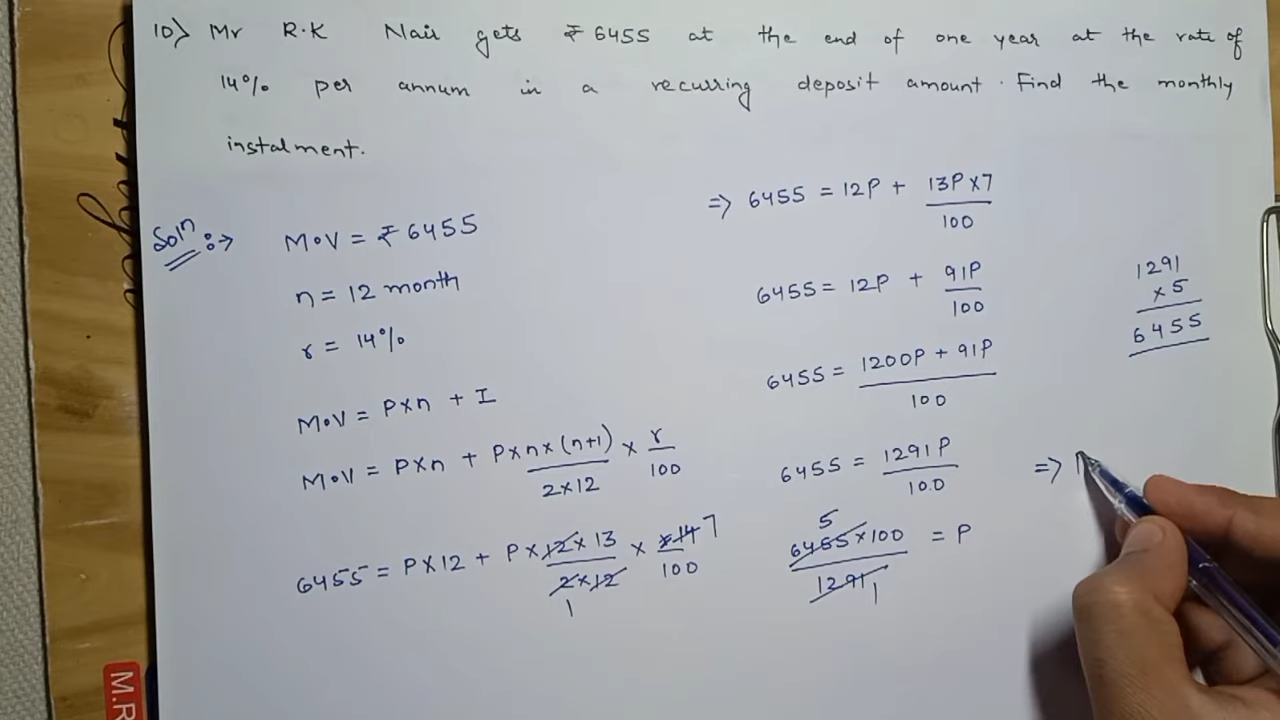 10) Mr R.K Nair gets ₹ 6455 at the end of one year at the rate of
14% per annum in a recurring deposit amount. Find the monthly
instalment.
Soln :→
M.V = ₹ 6455
n = 12 month
r = 14%
M.V = P×n + I
M.V = P×n + P×n×(n+1)/2×12 × r/100
6455 = P×12 + P×12×13/2×12 × 14/100
1
7
=> 6455 = 12P + 13P×7/100
6455 = 12P + 91P/100
6455 = 1200P + 91P/100
6455 = 1291P/100
5
6455×100/1291 = P
1
1291
×5
6455
=>
M.R